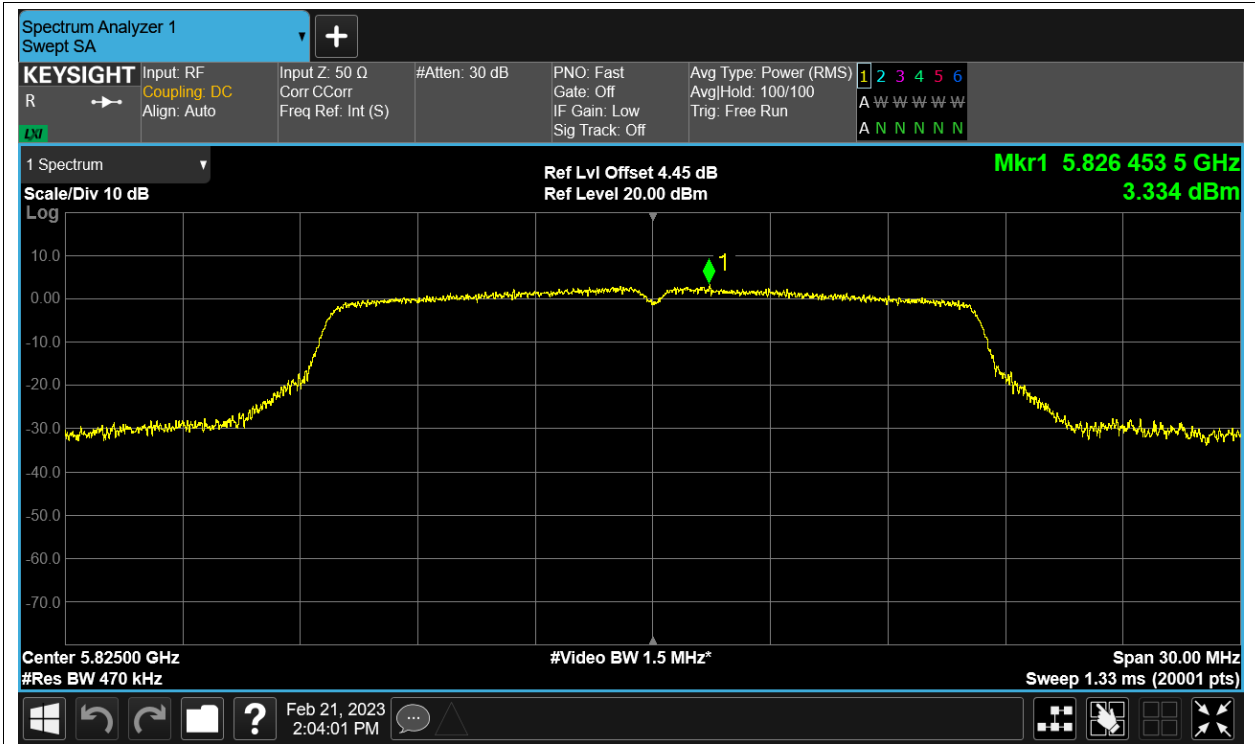 Spectrum Analyzer 1
Swept SA
+
KEYSIGHT
R
LXI
Input: RF
Coupling: DC
Align: Auto
Input Z: 50 Ω
Corr CCorr
Freq Ref: Int (S)
#Atten: 30 dB
PNO: Fast
Gate: Off
IF Gain: Low
Sig Track: Off
Avg Type: Power (RMS)
Avg|Hold: 100/100
Trig: Free Run
1 2 3 4 5 6
A W W W W W
A N N N N N
1 Spectrum
Scale/Div 10 dB
Log
Ref Lvl Offset 4.45 dB
Ref Level 20.00 dBm
Mkr1 5.826 453 5 GHz
3.334 dBm
1
10.0
0.00
-10.0
-20.0
-30.0
-40.0
-50.0
-60.0
-70.0
Center 5.82500 GHz
#Res BW 470 kHz
#Video BW 1.5 MHz*
Span 30.00 MHz
Sweep 1.33 ms (20001 pts)
?
Feb 21, 2023
2:04:01 PM